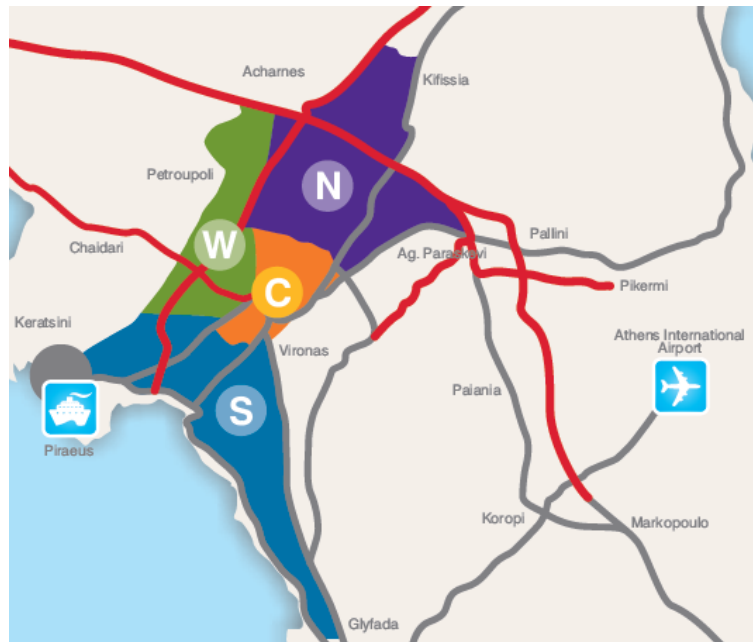 Acharnes
Kifissia
Petroupoli
N
W
Pallini
Chaidari
Ag. Paraskevi
C
Pikermi
Keratsini
Athens International
Airport
Vironas
Paiania
S
Piraeus
Koropi
Markopoulo
Glyfada